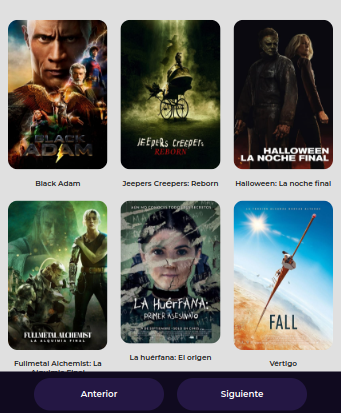 BLACK
ADAM
JEEPERS CREEPERS
REBORN
HALLOWEEN
LA NOCHE FINAL
Black Adam
Jeepers Creepers: Reborn
Halloween: La noche final
FULLMETAL ALCHEMIST
LA ALQUIMIA FINAL
LA HUÉRFANA:
PRIMER ASESINATO
FALL
Fullmetal Alchemist: La
La huérfana: El origen
Vértigo
Anterior
Siguiente